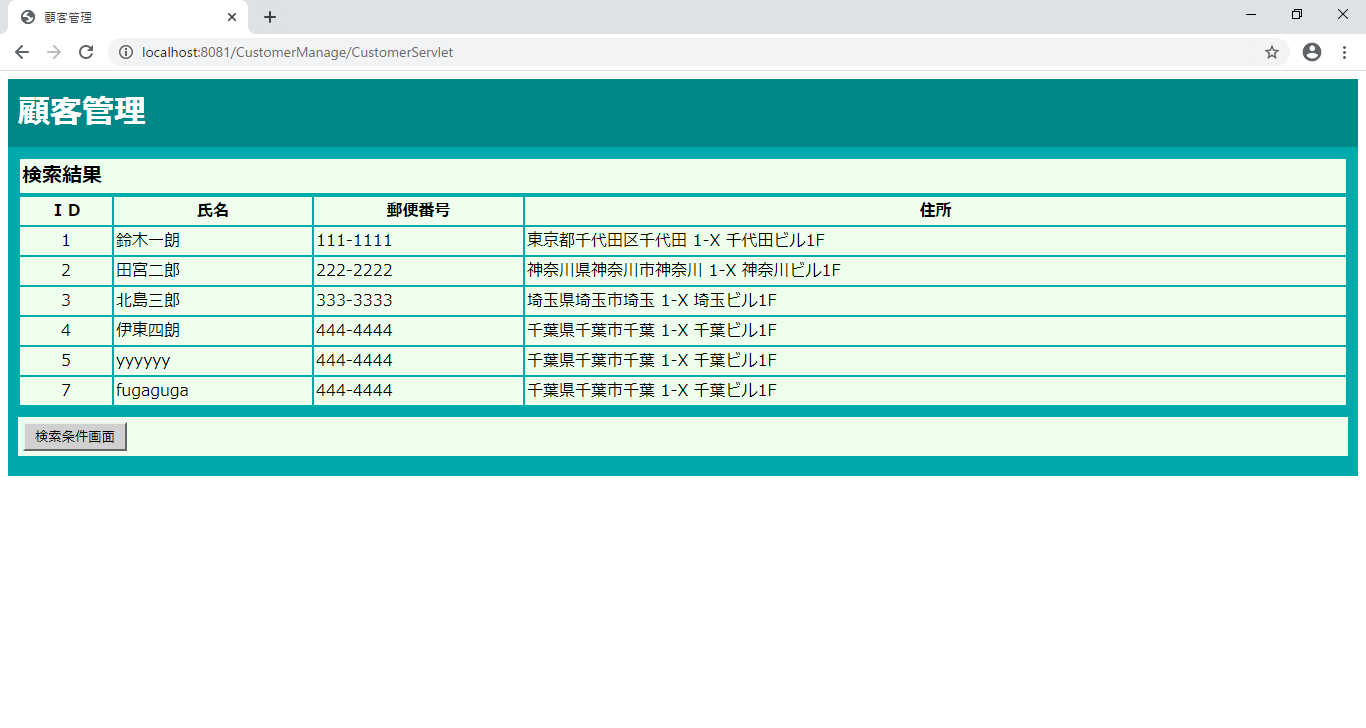 顧客管理
localhost:8081/CustomerManage/CustomerServlet
顧客管理
検索結果
ＩＤ 氏名 郵便番号 住所
1 鈴木一朗 111-1111 東京都千代田区千代田 1-X 千代田ビル1F
2 田宮二郎 222-2222 神奈川県神奈川市神奈川 1-X 神奈川ビル1F
3 北島三郎 333-3333 埼玉県埼玉市埼玉 1-X 埼玉ビル1F
4 伊東四朗 444-4444 千葉県千葉市千葉 1-X 千葉ビル1F
5 yyyyyy 444-4444 千葉県千葉市千葉 1-X 千葉ビル1F
7 fugaguga 444-4444 千葉県千葉市千葉 1-X 千葉ビル1F
検索条件画面